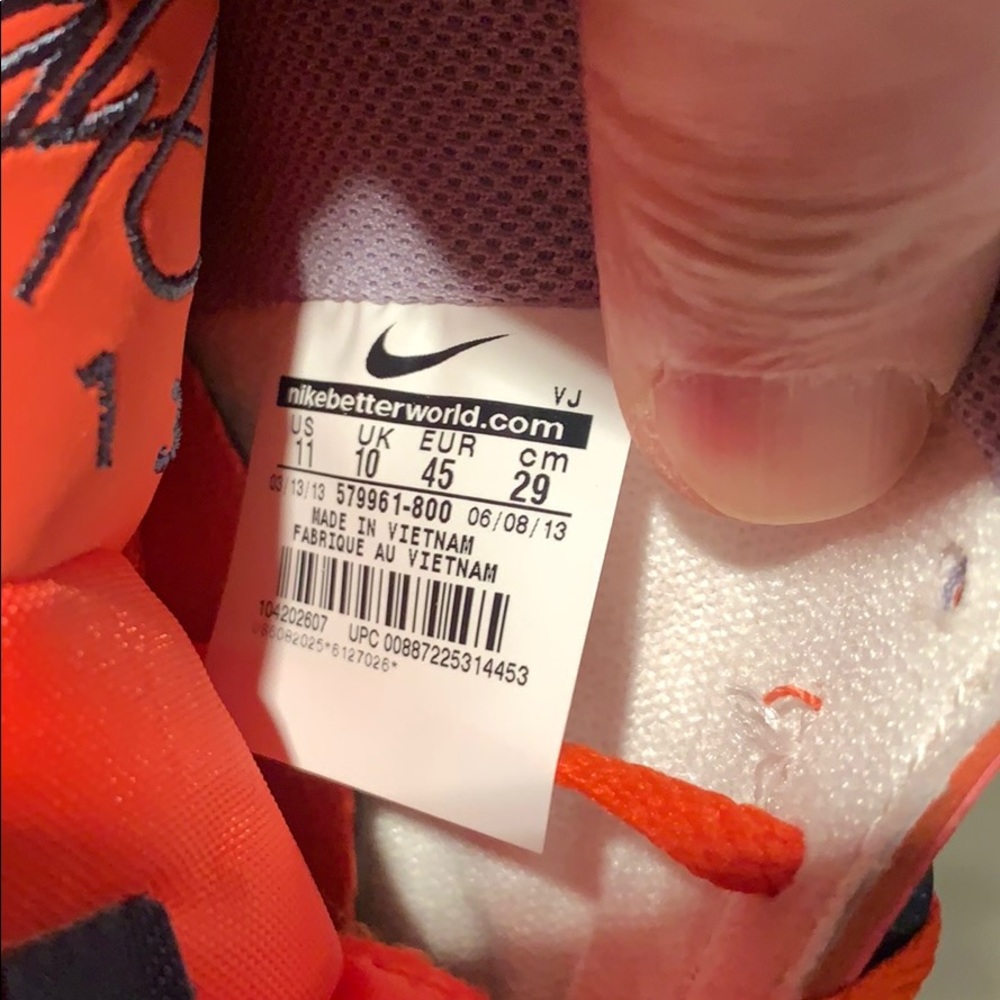 1
VJ
nikebetterworld.com
US UK EUR cm
11 10 45 29
03/13/13 579961-800 06/08/13
MADE IN VIETNAM
FABRIQUE AU VIETNAM
104202607 UPC 00887225314453